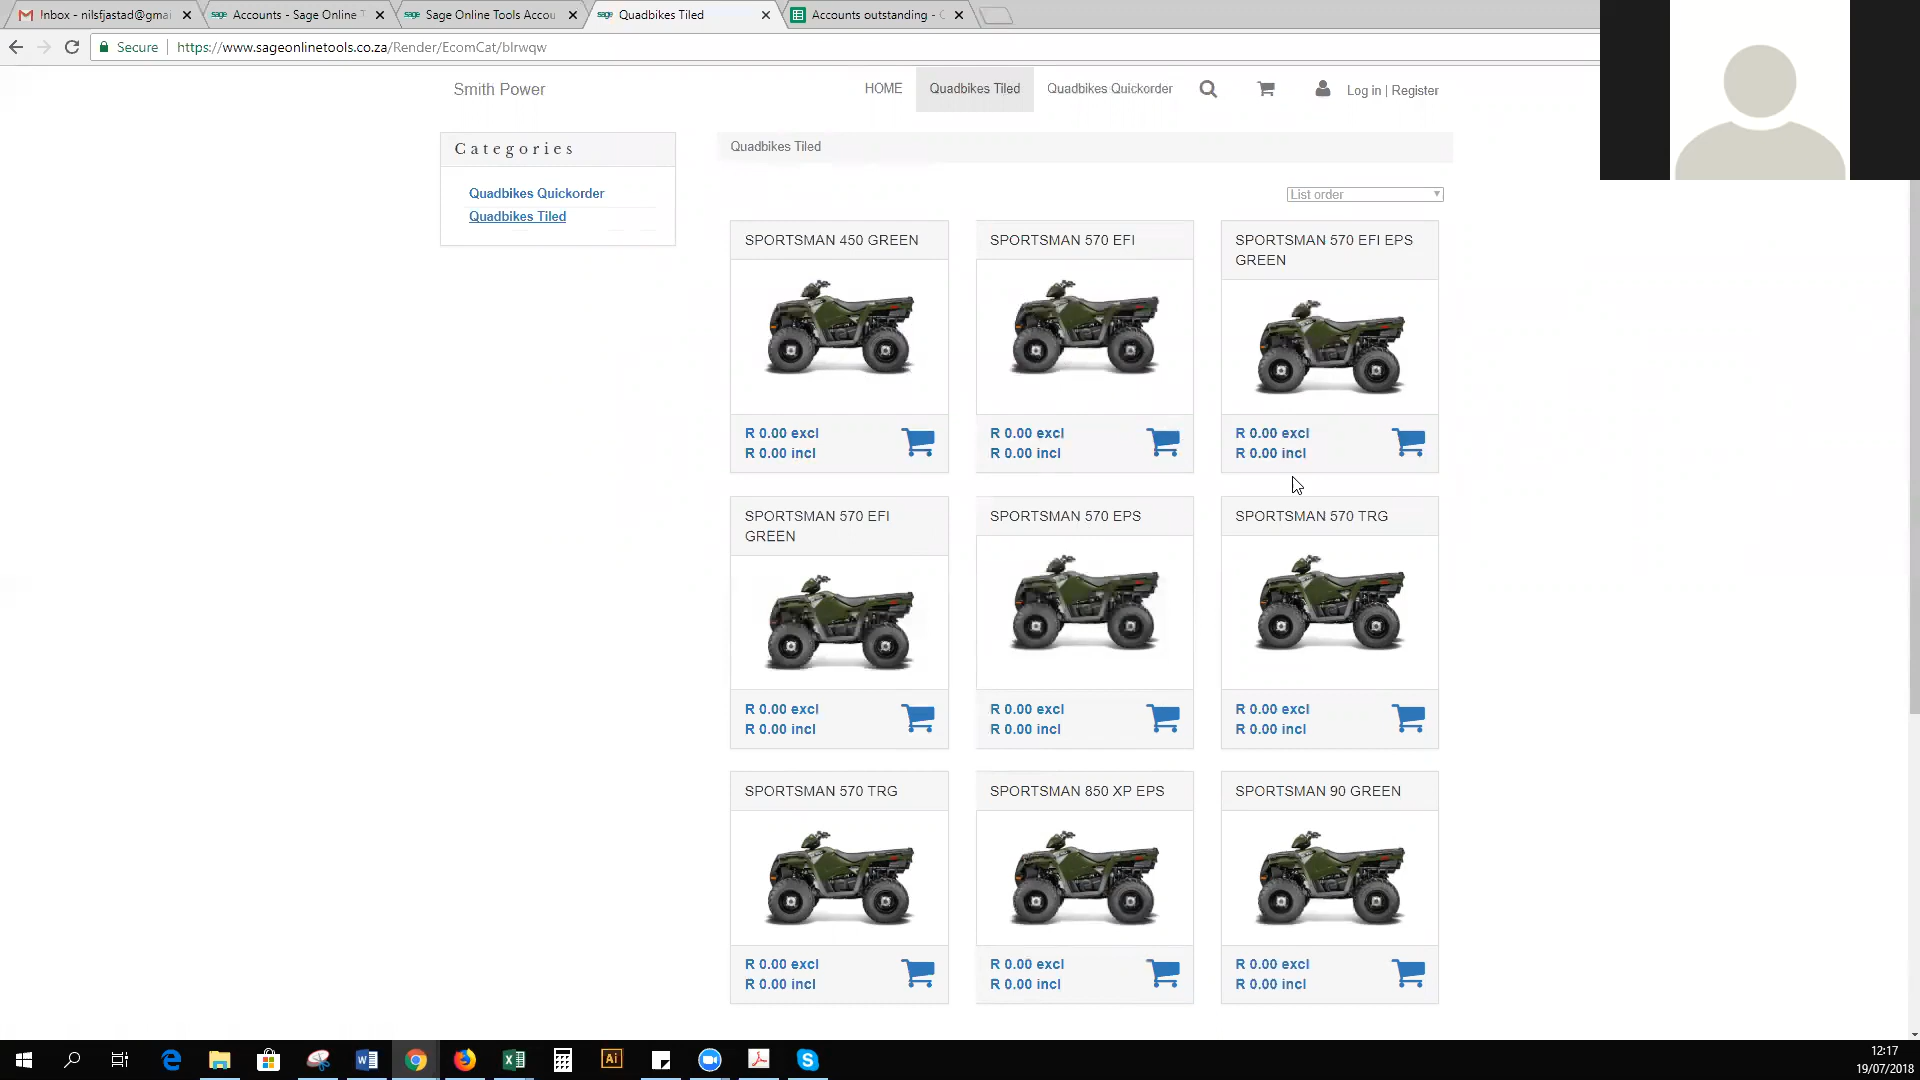 Inbox - nilsfjastad@gmai
Accounts - Sage Online T
Sage Online Tools Accou
Quadbikes Tiled
Accounts outstanding -
Secure
https://www.sageonlinetools.co.za/Render/EcomCat/blrwqw
Smith Power
HOME
Quadbikes Tiled
Quadbikes Quickorder
Log in | Register
Categories
Quadbikes Quickorder
Quadbikes Tiled
Quadbikes Tiled
List order
SPORTSMAN 450 GREEN
R 0.00 excl
R 0.00 incl
SPORTSMAN 570 EFI
R 0.00 excl
R 0.00 incl
SPORTSMAN 570 EFI EPS
GREEN
R 0.00 excl
R 0.00 incl
SPORTSMAN 570 EFI
GREEN
R 0.00 excl
R 0.00 incl
SPORTSMAN 570 EPS
R 0.00 excl
R 0.00 incl
SPORTSMAN 570 TRG
R 0.00 excl
R 0.00 incl
SPORTSMAN 570 TRG
R 0.00 excl
R 0.00 incl
SPORTSMAN 850 XP EPS
R 0.00 excl
R 0.00 incl
SPORTSMAN 90 GREEN
R 0.00 excl
R 0.00 incl
12:17
19/07/2018